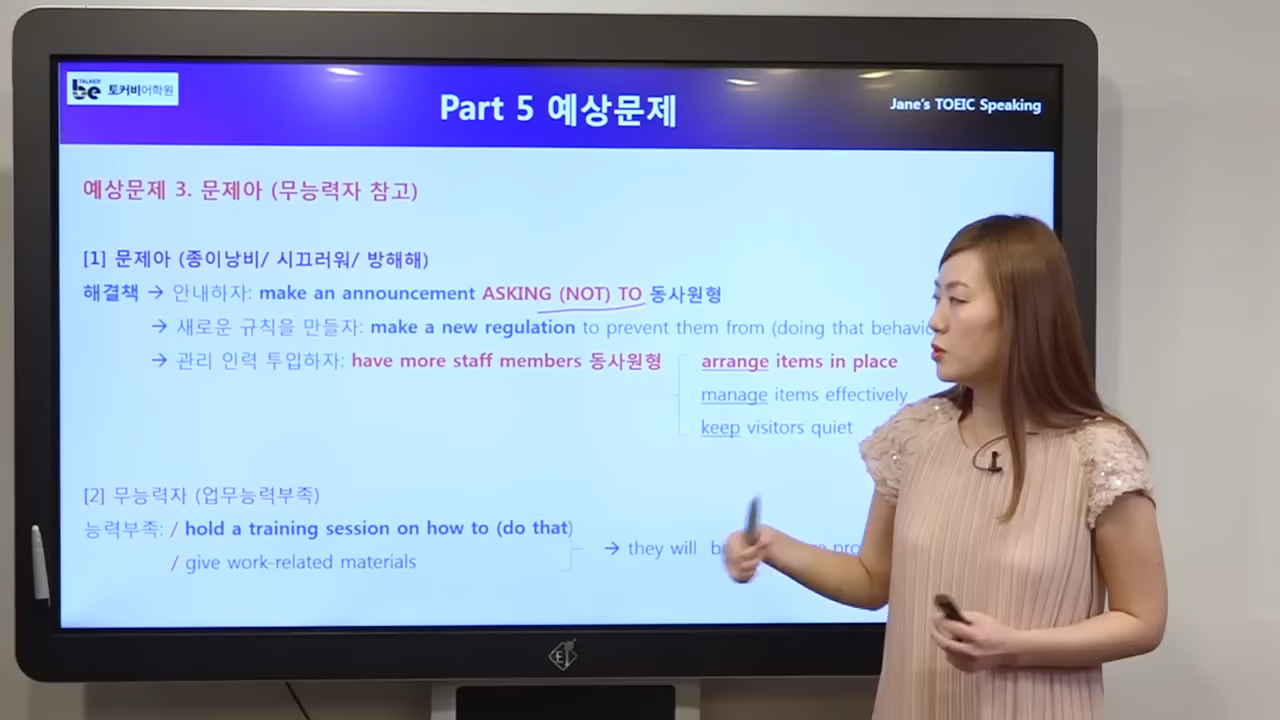 TALKER
be 토커비어학원
Part 5 예상문제
Jane's TOEIC Speaking
예상문제 3. 문제아 (무능력자 참고)
[1] 문제아 (종이낭비/ 시끄러워/ 방해해)
해결책 → 안내하자: make an announcement ASKING (NOT) TO 동사원형
→ 새로운 규칙을 만들자: make a new regulation to prevent them from (doing that
→ 관리 인력 투입하자: have more staff members 동사원형
arrange items in place
manage items effectively
keep visitors quiet
[2] 무능력자 (업무능력부족)
능력부족: / hold a training session on how to (do that)
/ give work-related materials
→ they will